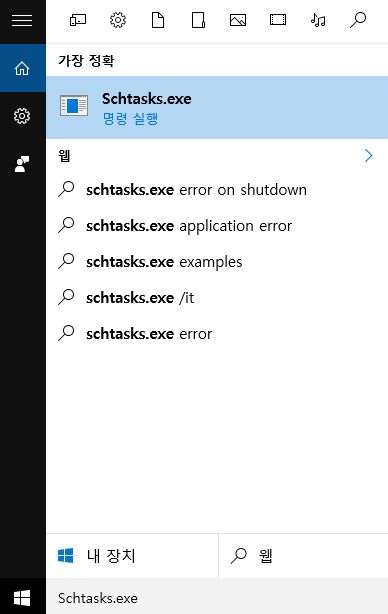 가장 정확
Schtasks.exe
명령 실행
웹
schtasks.exe error on shutdown
schtasks.exe application error
schtasks.exe examples
schtasks.exe /it
schtasks.exe error
내 장치
웹
Schtasks.exe